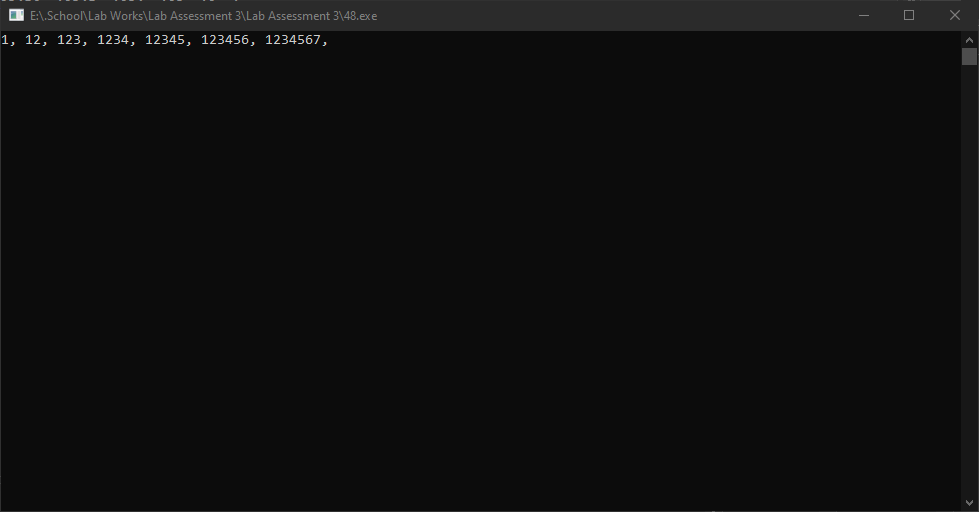 E:\.School\Lab Works\Lab Assessment 3\Lab Assessment 3\48.exe
1, 12, 123, 1234, 12345, 123456, 1234567,